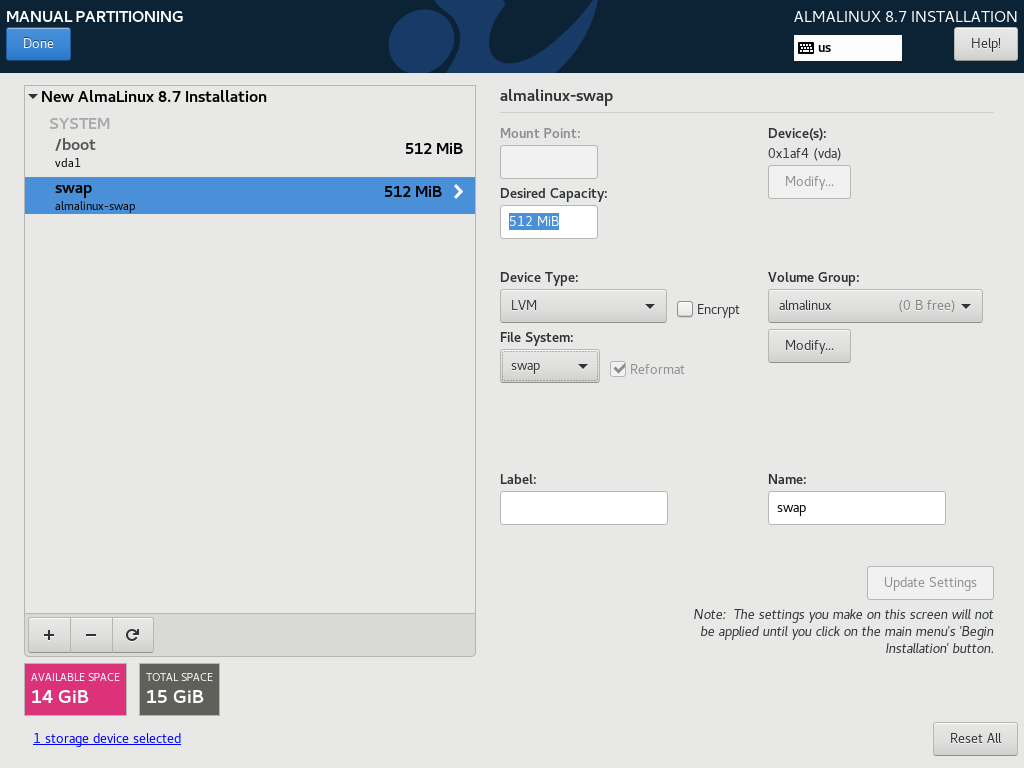 MANUAL PARTITIONING
ALMALINUX 8.7 INSTALLATION
Done
us
Help!
New AlmaLinux 8.7 Installation
SYSTEM
/boot
512 MiB
vda1
swap
512 MiB
almalinux-swap
almalinux-swap
Mount Point:
Device(s):
0x1af4 (vda)
Modify...
Desired Capacity:
512 MiB
Device Type:
Volume Group:
LVM
Encrypt
almalinux
(0 B free)
File System:
Modify...
swap
Reformat
Label:
Name:
swap
Update Settings
Note: The settings you make on this screen will not
be applied until you click on the main menu's 'Begin
Installation' button.
AVAILABLE SPACE
14 GiB
TOTAL SPACE
15 GiB
1 storage device selected
Reset All